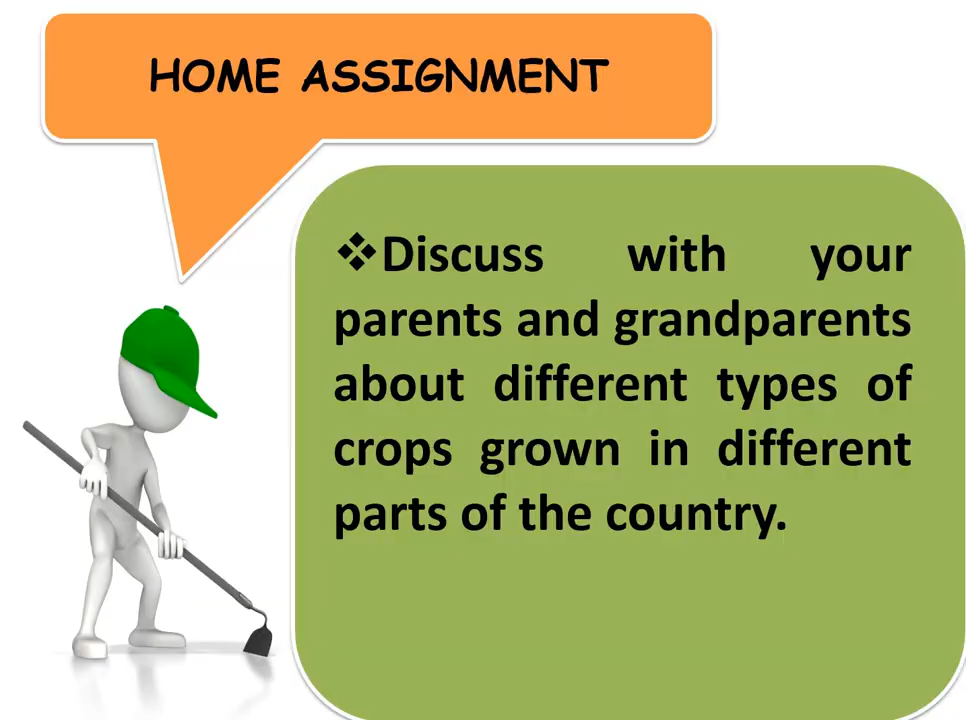 HOME ASSIGNMENT
❖Discuss with your
parents and grandparents
about different types of
crops grown in different
parts of the country.